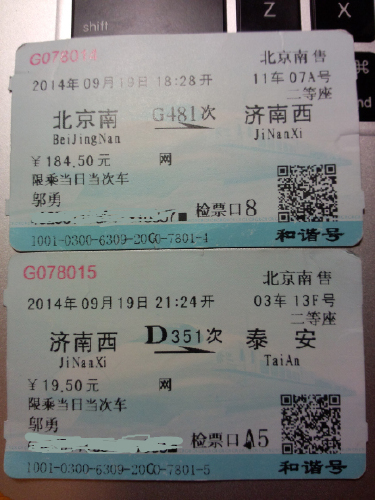 shift
Z
X
⌘
cmd
G078014
北京南 售
2014年09月19日 18:28开
11车 07A号
二等座
北京南 G481次 济南西
BeiJingNan JiNanXi
￥184.50元 网
限乘当日当次车
郭勇
检票口8
1001-0300-6309-20C0-7801-4 和谐号
G078015
北京南 售
2014年09月19日 21:24开
03车 13F号
二等座
济南西 D351次 泰安
JiNanXi TaiAn
￥19.50元 网
限乘当日当次车
郭勇
检票口A5
1001-0300-6309-20C0-7801-5 和谐号